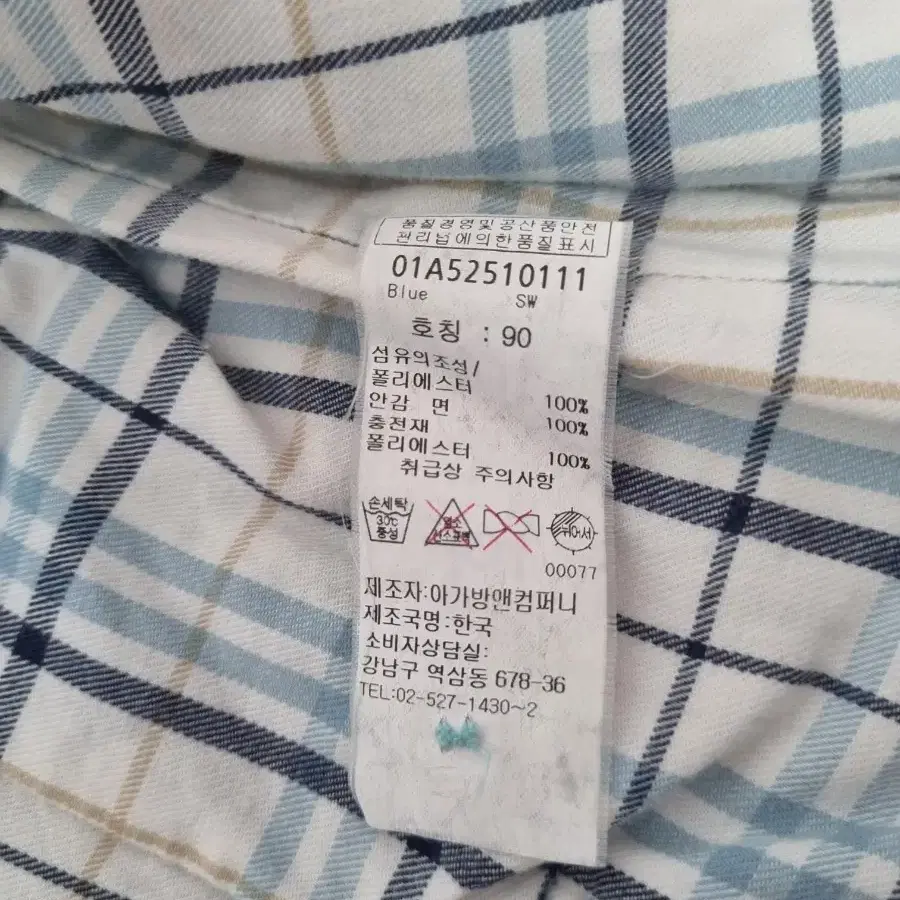 품질경영및공산품안전
관리법에의한품질표시
01A52510111
Blue SW
호칭 : 90
섬유의조성/
폴리에스터 100%
안감 면 100%
충전재
폴리에스터 100%
취급상 주의사항
손세탁
30℃
중성
염소
뉘어서
00077
제조자:아가방앤컴퍼니
제조국명:한국
소비자상담실:
강남구 역삼동 678-36
TEL:02-527-1430~2